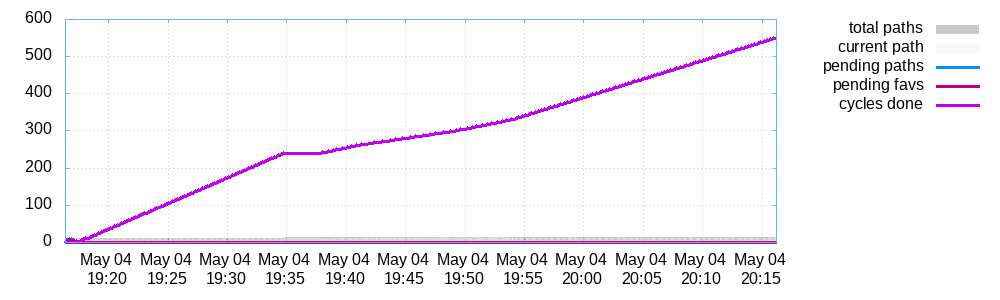 600
500
400
300
200
100
0
May 04 May 04 May 04 May 04 May 04 May 04 May 04 May 04 May 04 May 04 May 04 May 04
19:20 19:25 19:30 19:35 19:40 19:45 19:50 19:55 20:00 20:05 20:10 20:15
total paths
current path
pending paths
pending favs
cycles done